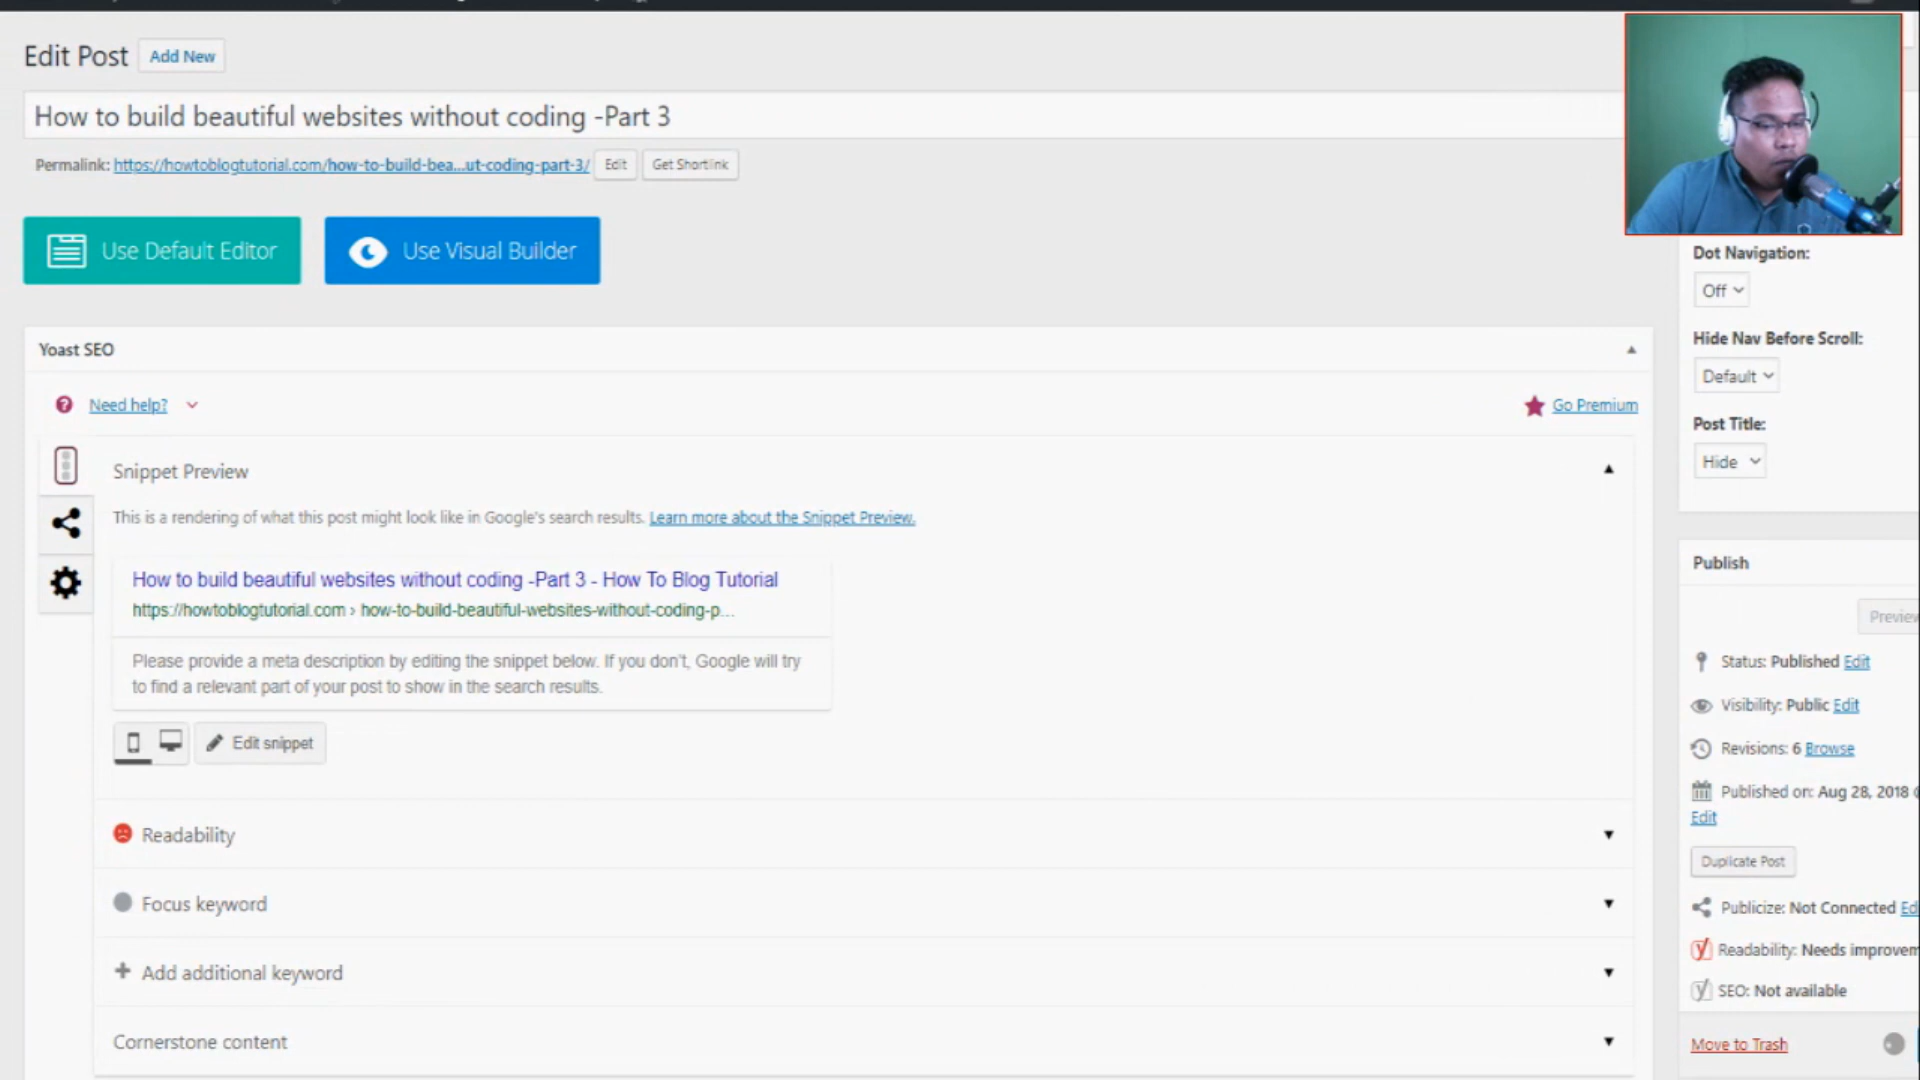 Edit Post Add New
How to build beautiful websites without coding -Part 3
Permalink: https://howtoblogtutorial.com/how-to-build-bea...ut-coding-part-3/ Edit Get Shortlink
Use Default Editor Use Visual Builder
Yoast SEO
Need help? Go Premium
Snippet Preview
This is a rendering of what this post might look like in Google's search results. Learn more about the Snippet Preview.
How to build beautiful websites without coding -Part 3 - How To Blog Tutorial
https://howtoblogtutorial.com › how-to-build-beautiful-websites-without-coding-p...
Please provide a meta description by editing the snippet below. If you don't, Google will try
to find a relevant part of your post to show in the search results.
Edit snippet
Readability
Focus keyword
Add additional keyword
Cornerstone content
Dot Navigation:
Off
Hide Nav Before Scroll:
Default
Post Title:
Hide
Publish
Preview
Status: Published Edit
Visibility: Public Edit
Revisions: 6 Browse
Published on: Aug 28, 2018
Edit
Duplicate Post
Publicize: Not Connected Ed
Readability: Needs improvem
SEO: Not available
Move to Trash